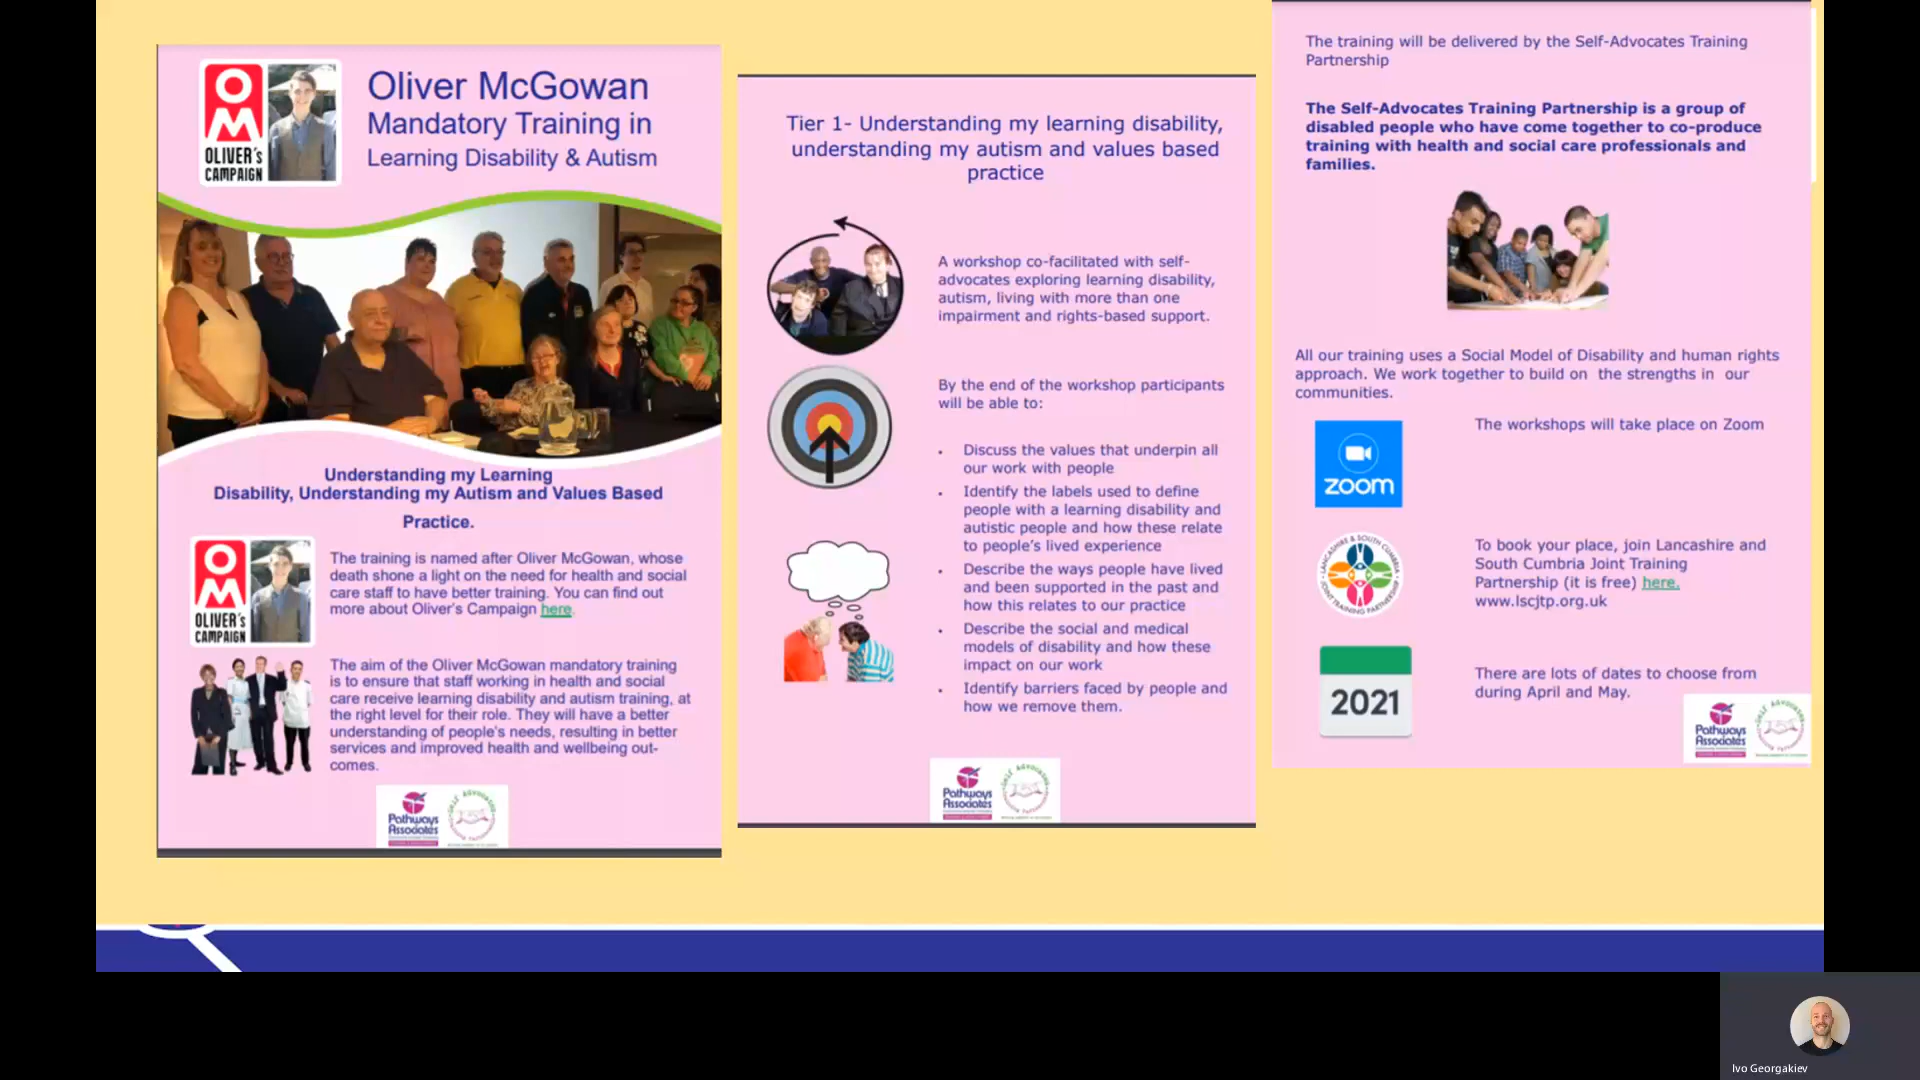 OM
OLIVER's
CAMPAIGN
Oliver McGowan
Mandatory Training in
Learning Disability & Autism
Understanding my Learning
Disability, Understanding my Autism and Values Based
Practice.
OM
OLIVER's
CAMPAIGN
The training is named after Oliver McGowan, whose
death shone a light on the need for health and social
care staff to have better training. You can find out
more about Oliver's Campaign here.
The aim of the Oliver McGowan mandatory training
is to ensure that staff working in health and social
care receive learning disability and autism training, at
the right level for their role. They will have a better
understanding of people's needs, resulting in better
services and improved health and wellbeing out-
comes.
Pathways
Associates
Tier 1- Understanding my learning disability,
understanding my autism and values based
practice
A workshop co-facilitated with self-
advocates exploring learning disability,
autism, living with more than one
impairment and rights-based support.
By the end of the workshop participants
will be able to:
• Discuss the values that underpin all
our work with people
• Identify the labels used to define
people with a learning disability and
autistic people and how these relate
to people's lived experience
• Describe the ways people have lived
and been supported in the past and
how this relates to our practice
• Describe the social and medical
models of disability and how these
impact on our work
• Identify barriers faced by people and
how we remove them.
Pathways
Associates
The training will be delivered by the Self-Advocates Training
Partnership
The Self-Advocates Training Partnership is a group of
disabled people who have come together to co-produce
training with health and social care professionals and
families.
All our training uses a Social Model of Disability and human rights
approach. We work together to build on the strengths in our
communities.
zoom
The workshops will take place on Zoom
LANCASHIRE & SOUTH CUMBRIA
JOINT TRAINING PARTNERSHIP
To book your place, join Lancashire and
South Cumbria Joint Training
Partnership (it is free) here.
www.lscjtp.org.uk
2021
There are lots of dates to choose from
during April and May.
Pathways
Associates
Ivo Georgakiev